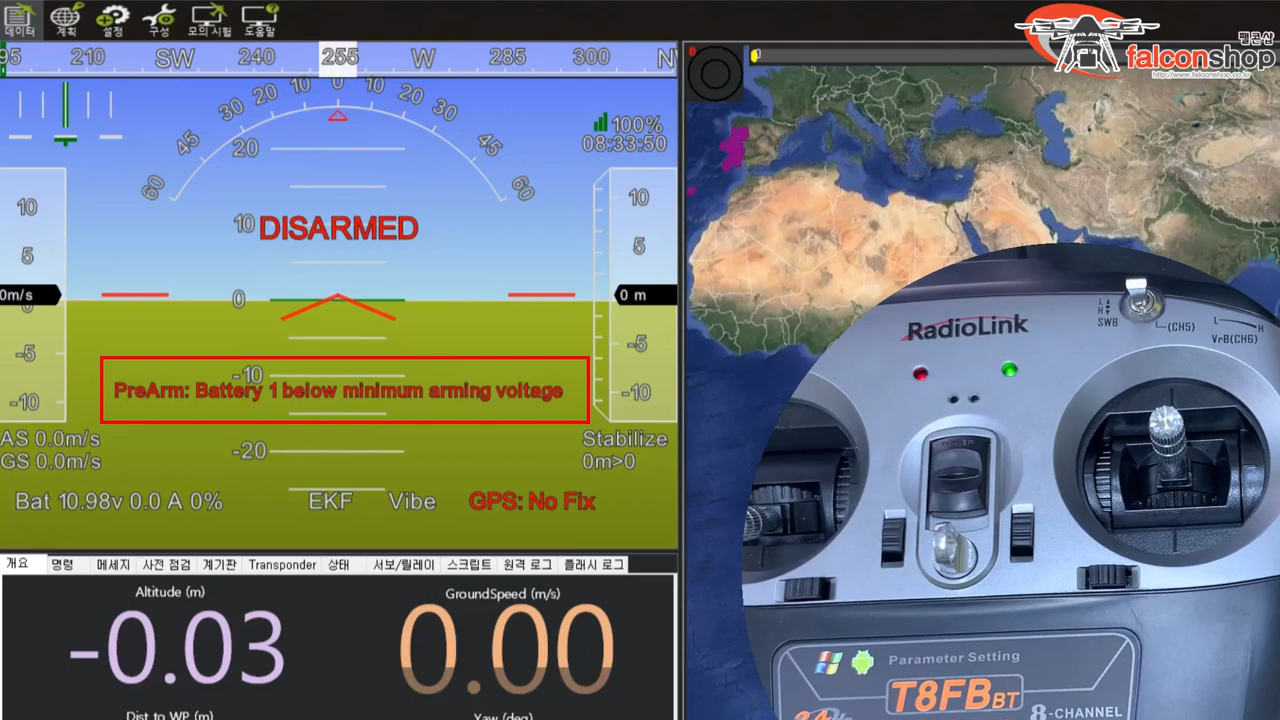 데이터 계획 설정 구성 모의 시험 도움말
팰콘샵
falconshop
http://www.falconshop.co.kr
95 210 SW 240 255 W 285 300 N
60 45 30 20 10 0 10 20 30 45 60
100%
08:33:50
20
10 DISARMED
0
-10
-20
10
5
0m/s
0
-5
-10
10
5
0 m
-5
-10
PreArm: Battery 1 below minimum arming voltage
AS 0.0m/s
GS 0.0m/s
Stabilize
0m>0
Bat 10.98v 0.0 A 0% EKF Vibe GPS: No Fix
개요 명령 메세지 사전 점검 계기판 Transponder 상태 서보/릴레이 스크립트 원격 로그 플래시 로그
Altitude (m)
-0.03
GroundSpeed (m/s)
0.00
Dist to WP (m)
Yaw (deg)
0
0
RadioLink
L
H
SWB
(CH5)
L
H
VrB(CH6)
POWER
Parameter Setting
T8FB BT
8-CHANNEL